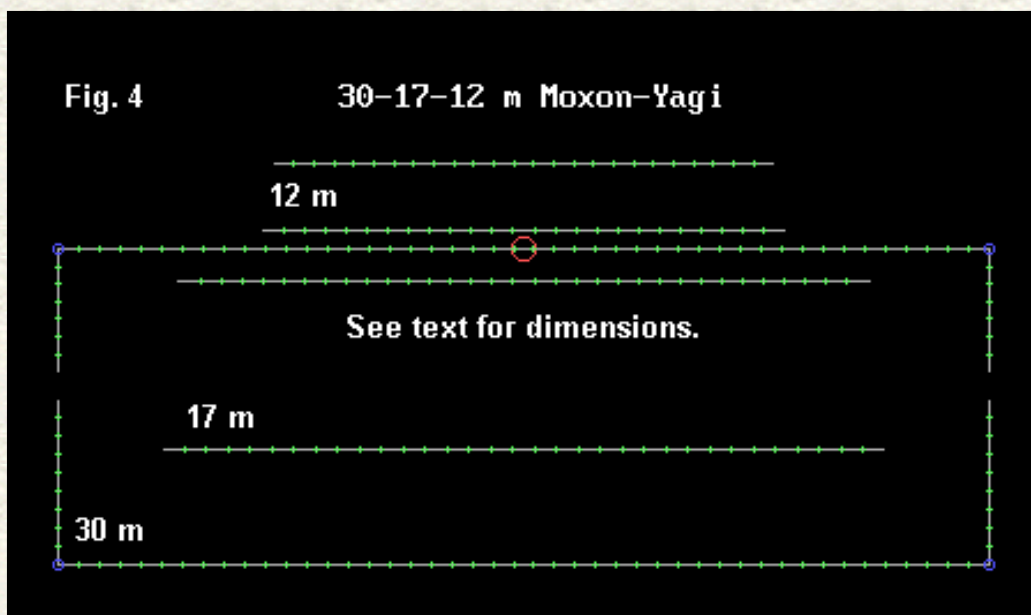 Fig. 4
30-17-12 m Moxon-Yagi
12 m
See text for dimensions.
17 m
30 m